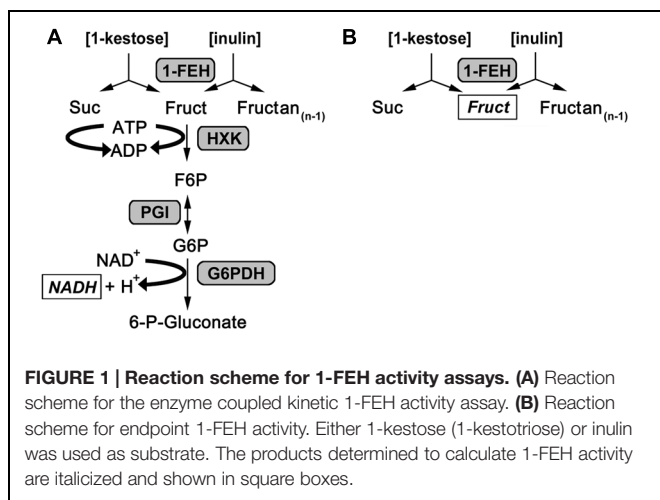 A
[1-kestose] [inulin]
1-FEH
Suc Fruct Fructan(n-1)
ATP
ADP
HXK
F6P
PGI
G6P
NAD+
G6PDH
NADH + H+
6-P-Gluconate
B
[1-kestose] [inulin]
1-FEH
Suc Fruct Fructan(n-1)
FIGURE 1 | Reaction scheme for 1-FEH activity assays. (A) Reaction
scheme for the enzyme coupled kinetic 1-FEH activity assay. (B) Reaction
scheme for endpoint 1-FEH activity. Either 1-kestose (1-kestotriose) or inulin
was used as substrate. The products determined to calculate 1-FEH activity
are italicized and shown in square boxes.